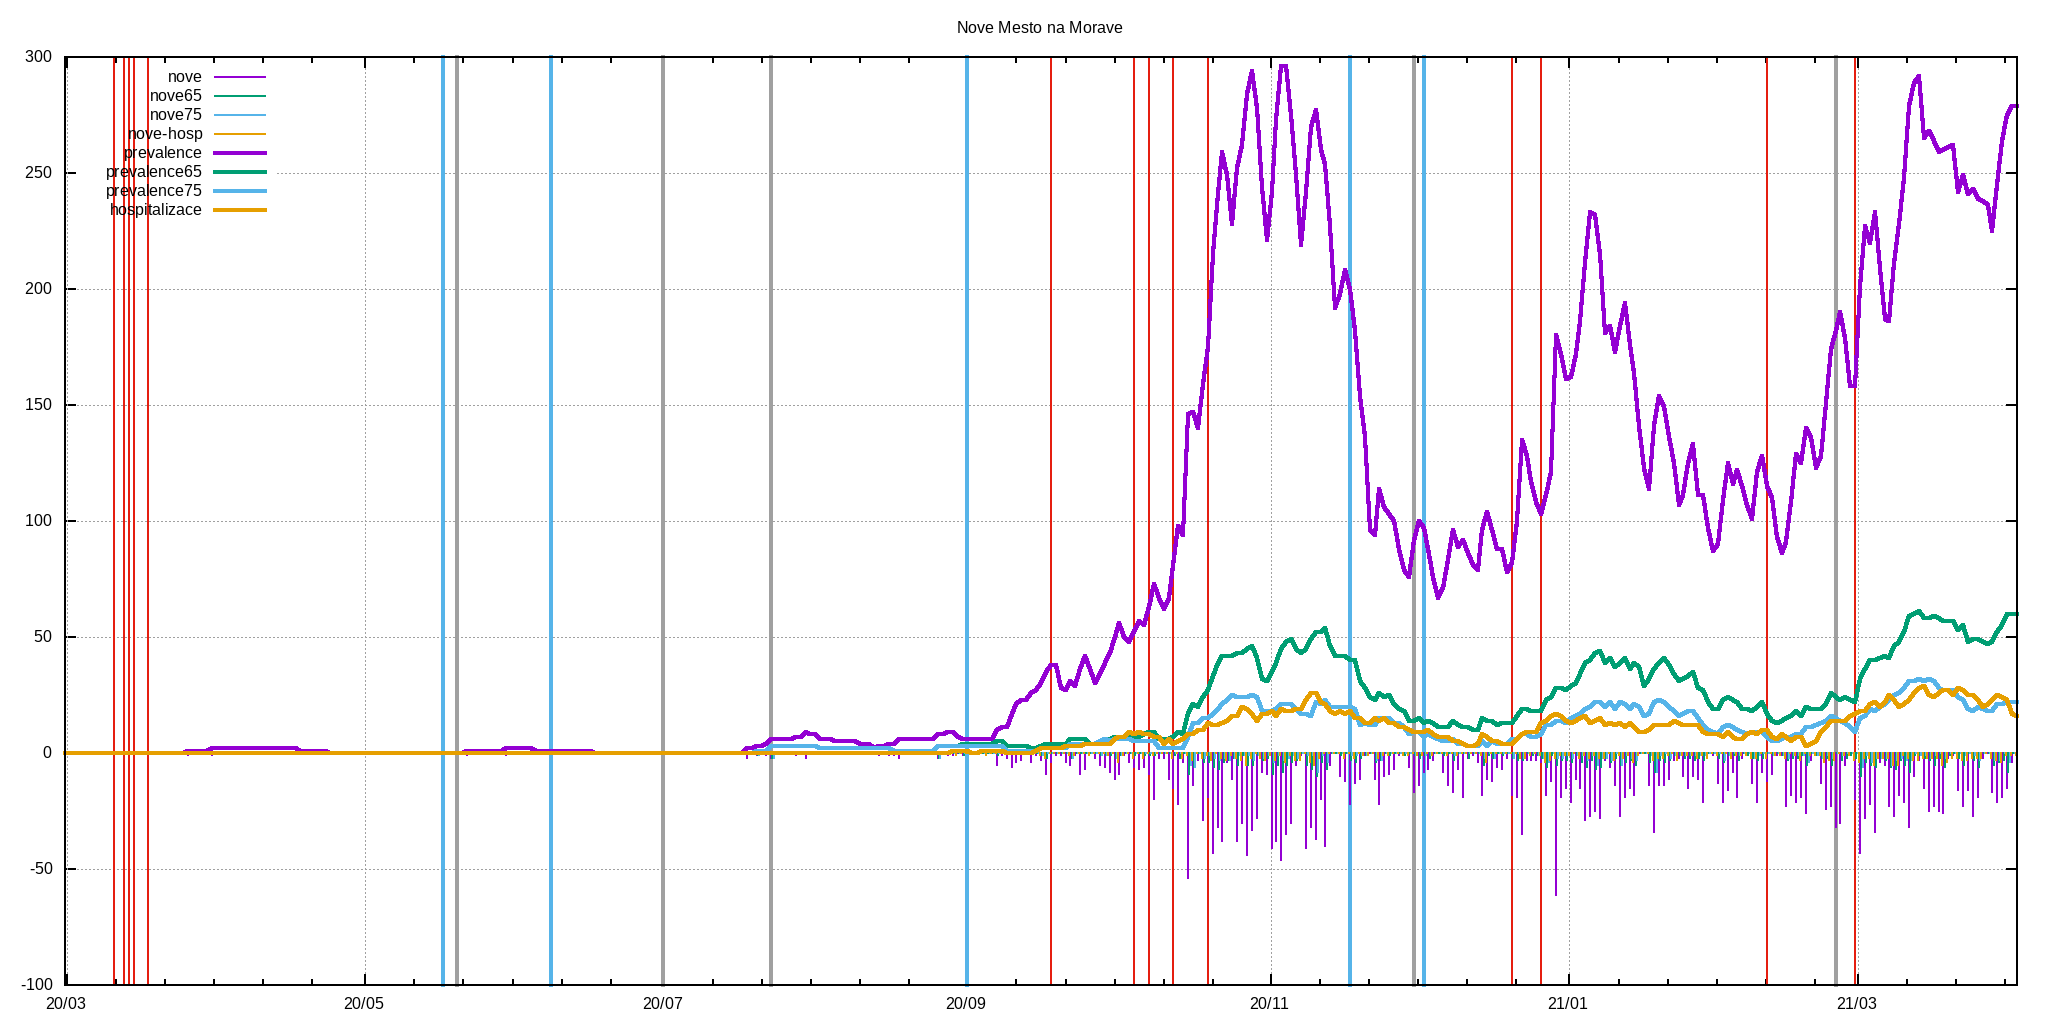 Nove Mesto na Morave
300
250
200
150
100
50
0
-50
-100
nove
nove65
nove75
nove-hosp
prevalence
prevalence65
prevalence75
hospitalizace
20/03 20/05 20/07 20/09 20/11 21/01 21/03